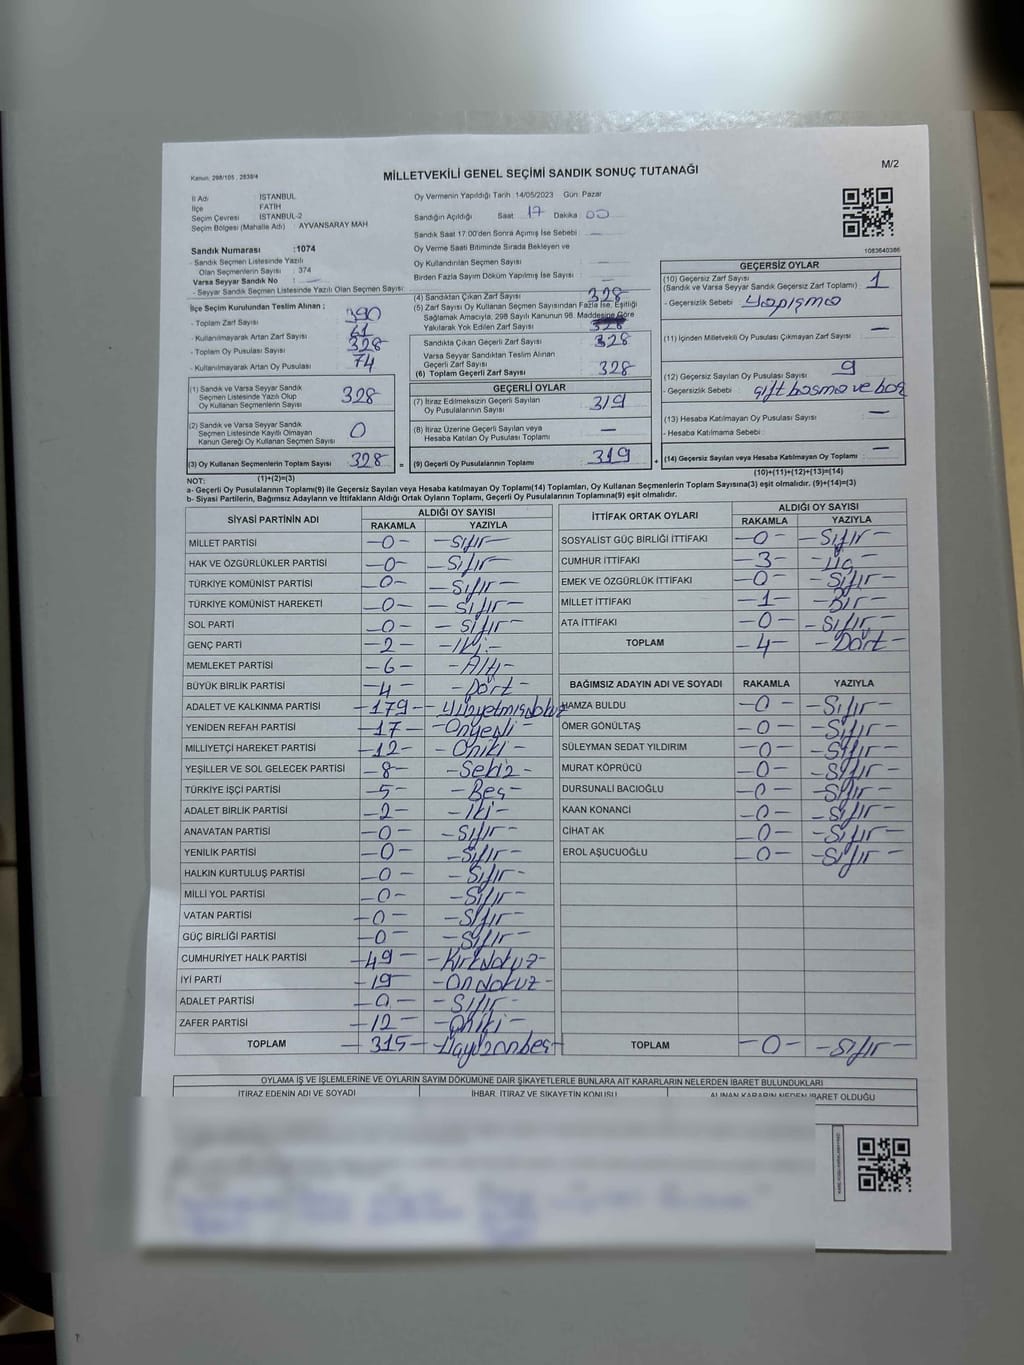 Kanun: 298/105, 2839/4
MİLLETVEKİLİ GENEL SEÇİMİ SANDIK SONUÇ TUTANAĞI
M/2
İl Adı : İSTANBUL
İlçe FATİH
Seçim Çevresi İSTANBUL-2
Seçim Bölgesi (Mahalle Adı) : AYVANSARAY MAH
Sandık Numarası :1074
- Sandık Seçmen Listesinde Yazılı
Olan Seçmenlerin Sayısı : 374
Varsa Seyyar Sandık No : —
- Seyyar Sandık Seçmen Listesinde Yazılı Olan Seçmen Sayısı:
Oy Vermenin Yapıldığı Tarih :14/05/2023 Gün: Pazar
Sandığın Açıldığı Saat 17 Dakika 00
Sandık Saat 17.00'den Sonra Açılmış İse Sebebi —
Oy Verme Saati Bitiminde Sırada Bekleyen ve
Oy Kullandırılan Seçmen Sayısı —
Birden Fazla Sayım Döküm Yapılmış İse Sayısı —
1083640386
İlçe Seçim Kurulundan Teslim Alınan ;
- Toplam Zarf Sayısı 390
- Kullanılmayarak Artan Zarf Sayısı 61
- Toplam Oy Pusulası Sayısı 328
- Kullanılmayarak Artan Oy Pusulası 74
(1) Sandık ve Varsa Seyyar Sandık
Seçmen Listesinde Yazılı Olup
Oy Kullanan Seçmenlerin Sayısı 328
(2) Sandık ve Varsa Seyyar Sandık
Seçmen Listesinde Kayıtlı Olmayan
Kanun Gereği Oy Kullanan Seçmen Sayısı 0
(3) Oy Kullanan Seçmenlerin Toplam Sayısı 328 =
(1)+(2)=(3)
(4) Sandıktan Çıkan Zarf Sayısı 328
(5) Zarf Sayısı Oy Kullanan Seçmen Sayısından Fazla İse, Eşitliği
Sağlamak Amacıyla, 298 Sayılı Kanunun 98. Maddesine Göre
Yakılarak Yok Edilen Zarf Sayısı 328
Sandıkta Çıkan Geçerli Zarf Sayısı 328
Varsa Seyyar Sandıktan Teslim Alınan
Geçerli Zarf Sayısı
(6) Toplam Geçerli Zarf Sayısı 328
GEÇERLİ OYLAR
(7) İtiraz Edilmeksizin Geçerli Sayılan
Oy Pusulalarının Sayısı 319
(8) İtiraz Üzerine Geçerli Sayılan veya
Hesaba Katılan Oy Pusulası Toplamı —
(9) Geçerli Oy Pusulalarının Toplamı 319 +
GEÇERSİZ OYLAR
(10) Geçersiz Zarf Sayısı
(Sandık ve Varsa Seyyar Sandık Geçersiz Zarf Toplamı) 1
- Geçersizlik Sebebi : Yapışma
(11) İçinden Milletvekili Oy Pusulası Çıkmayan Zarf Sayısı —
(12) Geçersiz Sayılan Oy Pusulası Sayısı 9
- Geçersizlik Sebebi : çift basma ve boş
(13) Hesaba Katılmayan Oy Pusulası Sayısı —
- Hesaba Katılmama Sebebi :
(14) Geçersiz Sayılan veya Hesaba Katılmayan Oy Toplamı —
(10)+(11)+(12)+(13)=(14)
NOT:
a- Geçerli Oy Pusulalarının Toplamı(9) ile Geçersiz Sayılan veya Hesaba katılmayan Oy Toplamı(14) Toplamları, Oy Kullanan Seçmenlerin Toplam Sayısına(3) eşit olmalıdır. (9)+(14)=(3)
b- Siyasi Partilerin, Bağımsız Adayların ve İttifakların Aldığı Ortak Oyların Toplamı, Geçerli Oy Pusulalarının Toplamına(9) eşit olmalıdır.
SİYASİ PARTİNİN ADI ALDIĞI OY SAYISI
RAKAMLA YAZIYLA
MİLLET PARTİSİ -0- -Sıfır-
HAK VE ÖZGÜRLÜKLER PARTİSİ -0- -Sıfır-
TÜRKİYE KOMÜNİST PARTİSİ -0- -Sıfır-
TÜRKİYE KOMÜNİST HAREKETİ -0- -Sıfır-
SOL PARTİ -0- -Sıfır-
GENÇ PARTİ -2- -İki-
MEMLEKET PARTİSİ -6- -Altı-
BÜYÜK BİRLİK PARTİSİ -4- -Dört-
ADALET VE KALKINMA PARTİSİ -179- -Yüzyetmişdokuz
YENİDEN REFAH PARTİSİ -17- -Onyedi-
MİLLİYETÇİ HAREKET PARTİSİ -12- -Oniki-
YEŞİLLER VE SOL GELECEK PARTİSİ -8- -Sekiz-
TÜRKİYE İŞÇİ PARTİSİ -5- -Beş-
ADALET BİRLİK PARTİSİ -2- -İki-
ANAVATAN PARTİSİ -0- -Sıfır-
YENİLİK PARTİSİ -0- -Sıfır-
HALKIN KURTULUŞ PARTİSİ -0- -Sıfır-
MİLLİ YOL PARTİSİ -0- -Sıfır-
VATAN PARTİSİ -0- -Sıfır-
GÜÇ BİRLİĞİ PARTİSİ -0- -Sıfır-
CUMHURİYET HALK PARTİSİ -49- -Kırkdokuz-
İYİ PARTİ -19- -Ondokuz-
ADALET PARTİSİ -0- -Sıfır-
ZAFER PARTİSİ -12- -Oniki-
TOPLAM -315- -Üçyüzonbeş-
İTTİFAK ORTAK OYLARI ALDIĞI OY SAYISI
RAKAMLA YAZIYLA
SOSYALİST GÜÇ BİRLİĞİ İTTİFAKI -0- -Sıfır-
CUMHUR İTTİFAKI -3- -Üç-
EMEK VE ÖZGÜRLÜK İTTİFAKI -0- -Sıfır-
MİLLET İTTİFAKI -1- -Bir-
ATA İTTİFAKI -0- -Sıfır-
TOPLAM -4- -Dört-
BAĞIMSIZ ADAYIN ADI VE SOYADI RAKAMLA YAZIYLA
HAMZA BULDU -0- -Sıfır-
ÖMER GÖNÜLTAŞ -0- -Sıfır-
SÜLEYMAN SEDAT YILDIRIM -0- -Sıfır-
MURAT KÖPRÜCÜ -0- -Sıfır-
DURSUNALİ BACIOĞLU -0- -Sıfır-
KAAN KONANCİ -0- -Sıfır-
CİHAT AK -0- -Sıfır-
EROL AŞUCUOĞLU -0- -Sıfır-
TOPLAM -0- -Sıfır-
OYLAMA İŞ VE İŞLEMLERİNE VE OYLARIN SAYIM DÖKÜMÜNE DAİR ŞİKAYETLERLE BUNLARA AİT KARARLARIN NELERDEN İBARET BULUNDUKLARI
İTİRAZ EDENİN ADI VE SOYADI İHBAR, İTİRAZ VE ŞİKAYETİN KONUSU ALINAN KARARIN NEDEN İBARET OLDUĞU